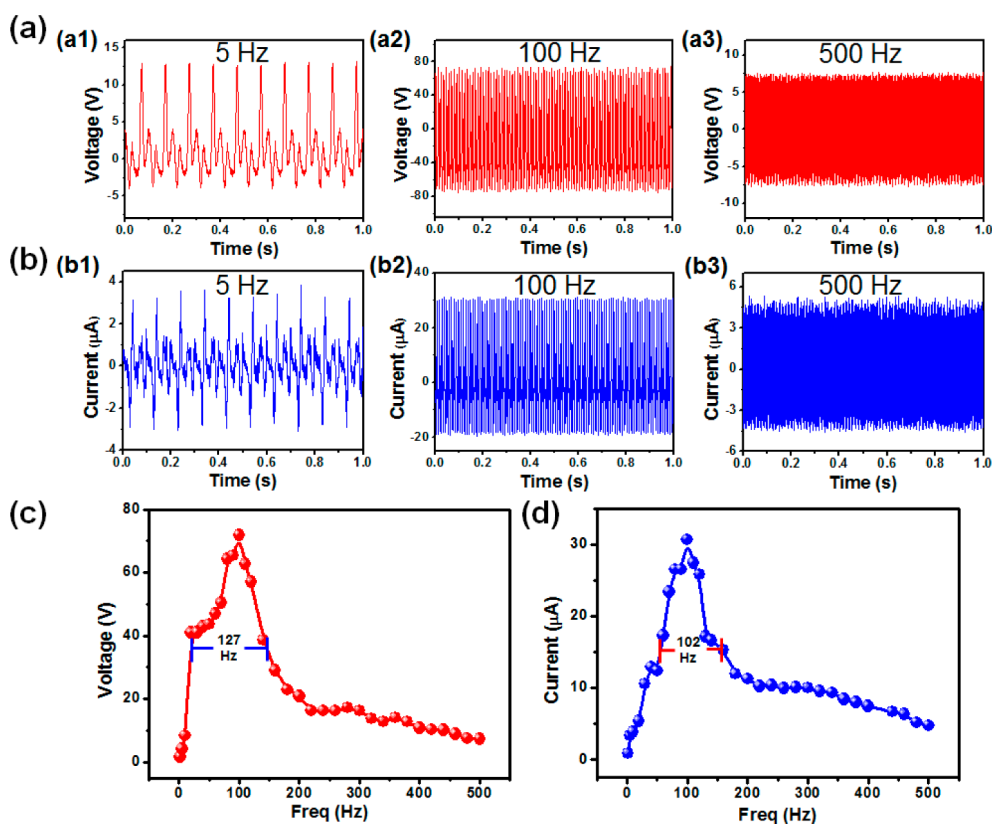 (a)
(a1) 5 Hz
15
10
5
0
-5
Voltage (V)
0.0 0.2 0.4 0.6 0.8 1.0
Time (s)
(a2) 100 Hz
80
40
0
-40
-80
Voltage (V)
0.0 0.2 0.4 0.6 0.8 1.0
Time (s)
(a3) 500 Hz
10
5
0
-5
-10
Voltage (V)
0.0 0.2 0.4 0.6 0.8 1.0
Time (s)
(b)
(b1) 5 Hz
4
2
0
-2
-4
Current (μA)
0.0 0.2 0.4 0.6 0.8 1.0
Time (s)
(b2) 100 Hz
40
20
0
-20
Current (μA)
0.0 0.2 0.4 0.6 0.8 1.0
Time (s)
(b3) 500 Hz
6
3
0
-3
-6
Current (μA)
0.0 0.2 0.4 0.6 0.8 1.0
Time (s)
(c)
80
60
40
20
0
Voltage (V)
127
Hz
0 100 200 300 400 500
Freq (Hz)
(d)
30
20
10
0
Current (μA)
102
Hz
0 100 200 300 400 500
Freq (Hz)